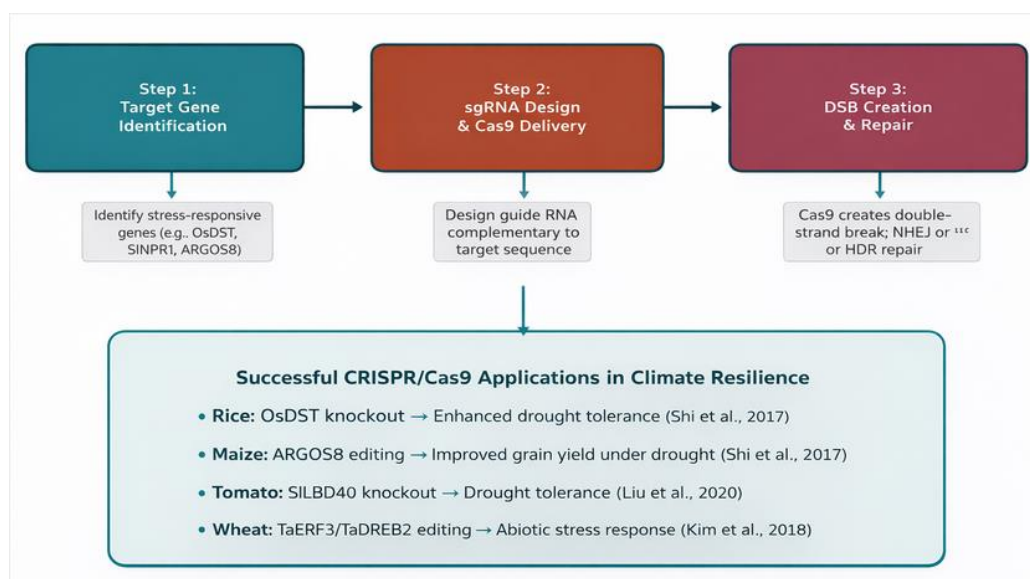 Step 1:
Target Gene
Identification
Step 2:
sgRNA Design
& Cas9 Delivery
Step 3:
DSB Creation
& Repair
Identify stress-responsive
genes (e.g.. OsDST,
SINPR1, ARGOS8)
Design guide RNA
complementary to
target sequence
Cas9 creates double-
strand break; NHEJ or
or HDR repair
Successful CRISPR/Cas9 Applications in Climate Resilience
• Rice: OsDST knockout → Enhanced drought tolerance (Shi et al., 2017)
• Maize: ARGOS8 editing → Improved grain yield under drought (Shi et al., 2017)
• Tomato: SILBD40 knockout → Drought tolerance (Liu et al., 2020)
• Wheat: TaERF3/TaDREB2 editing → Abiotic stress response (Kim et al., 2018)